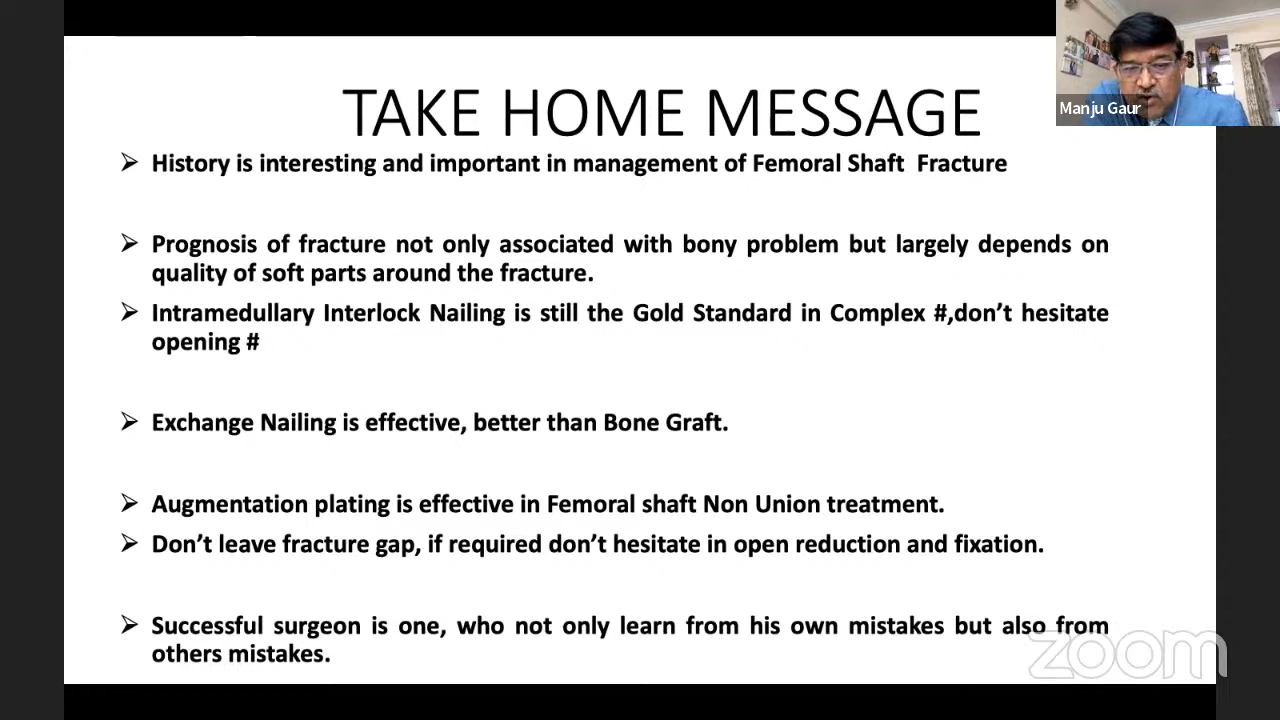 TAKE HOME MESSAGE
Manju Gaur
➢ History is interesting and important in management of Femoral Shaft Fracture
➢ Prognosis of fracture not only associated with bony problem but largely depends on
quality of soft parts around the fracture.
➢ Intramedullary Interlock Nailing is still the Gold Standard in Complex #,don’t hesitate
opening #
➢ Exchange Nailing is effective, better than Bone Graft.
➢ Augmentation plating is effective in Femoral shaft Non Union treatment.
➢ Don’t leave fracture gap, if required don’t hesitate in open reduction and fixation.
➢ Successful surgeon is one, who not only learn from his own mistakes but also from
others mistakes.
zoom